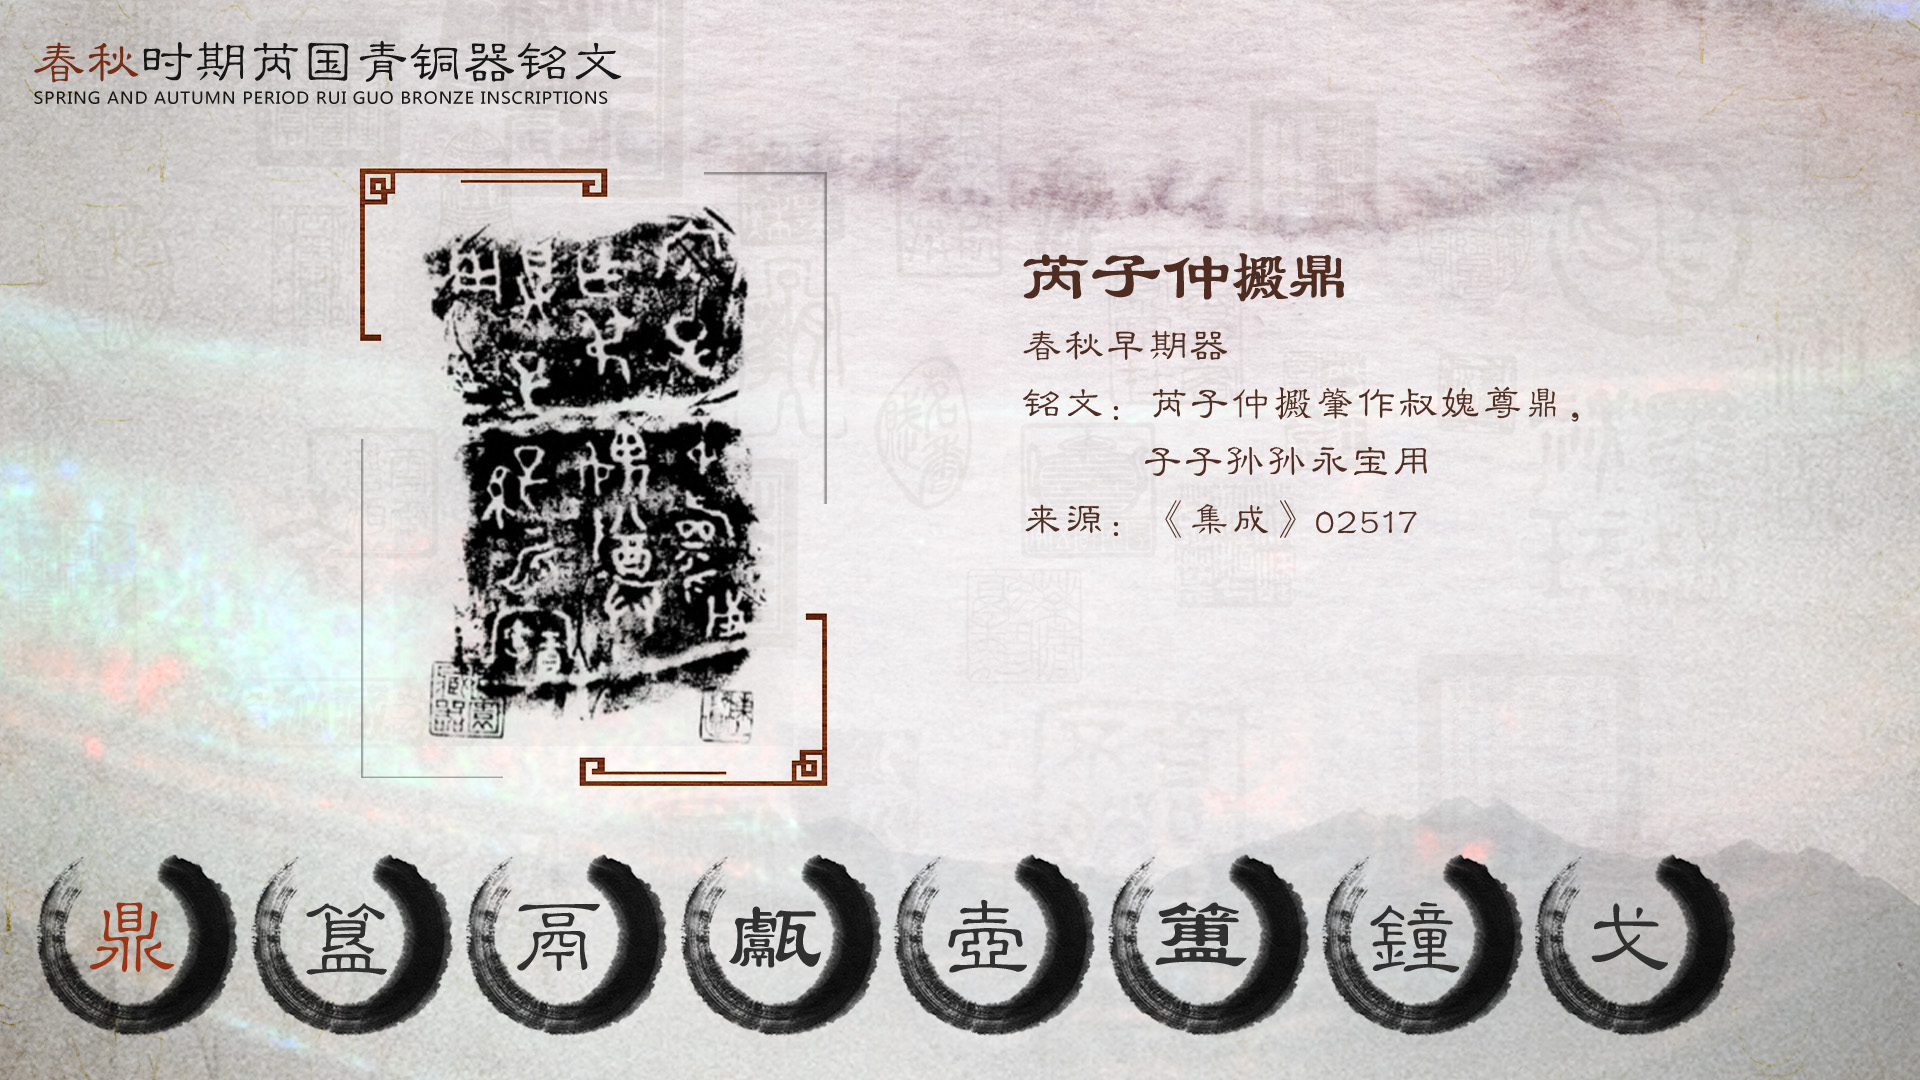 春秋时期芮国青铜器铭文
SPRING AND AUTUMN PERIOD RUI GUO BRONZE INSCRIPTIONS
芮子仲搬鼎
春秋早期器
铭文：芮子仲搬肇作叔媿尊鼎，
子子孙孙永宝用
来源：《集成》02517
鼎
簋
鬲
甗
壶
簠
鐘
戈